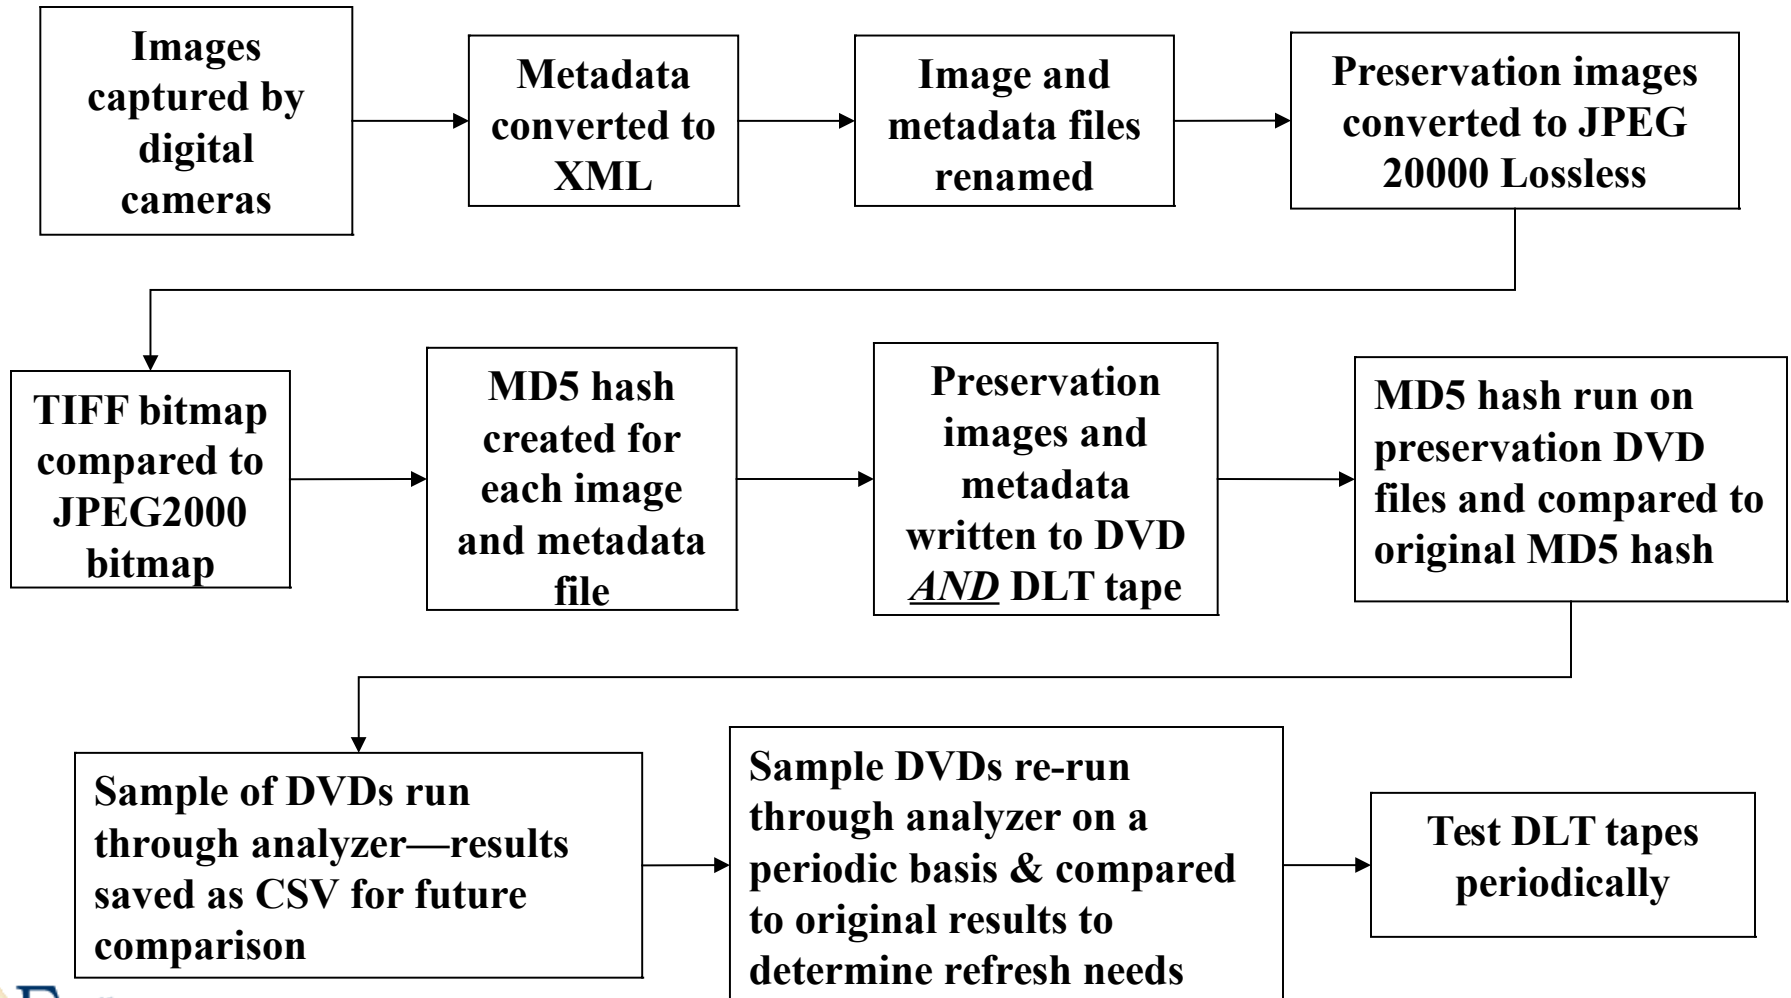 Images
captured by
digital
cameras
Metadata
converted to
XML
Image and
metadata files
renamed
Preservation images
converted to JPEG
20000 Lossless
TIFF bitmap
compared to
JPEG2000
bitmap
MD5 hash
created for
each image
and metadata
file
Preservation
images and
metadata
written to DVD
AND DLT tape
MD5 hash run on
preservation DVD
files and compared to
original MD5 hash
Sample of DVDs run
through analyzer—results
saved as CSV for future
comparison
Sample DVDs re-run
through analyzer on a
periodic basis & compared
to original results to
determine refresh needs
Test DLT tapes
periodically